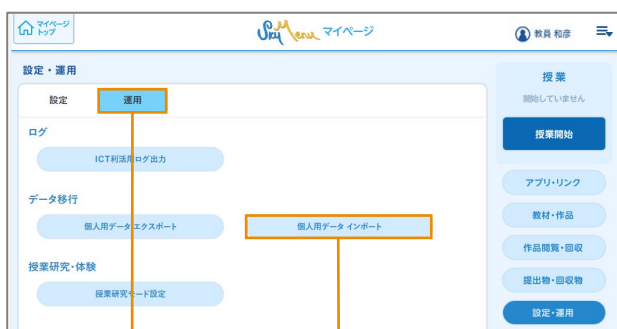 マイページ
トップ
SkyMenu マイページ
教員 和彦
設定・運用
設定
運用
ログ
ICT利活用ログ出力
データ移行
個人用データ エクスポート
個人用データ インポート
授業研究・体験
授業研究モード設定
授業
開始していません
授業開始
アプリ・リンク
教材・作品
作品閲覧・回収
提出物・回収物
設定・運用